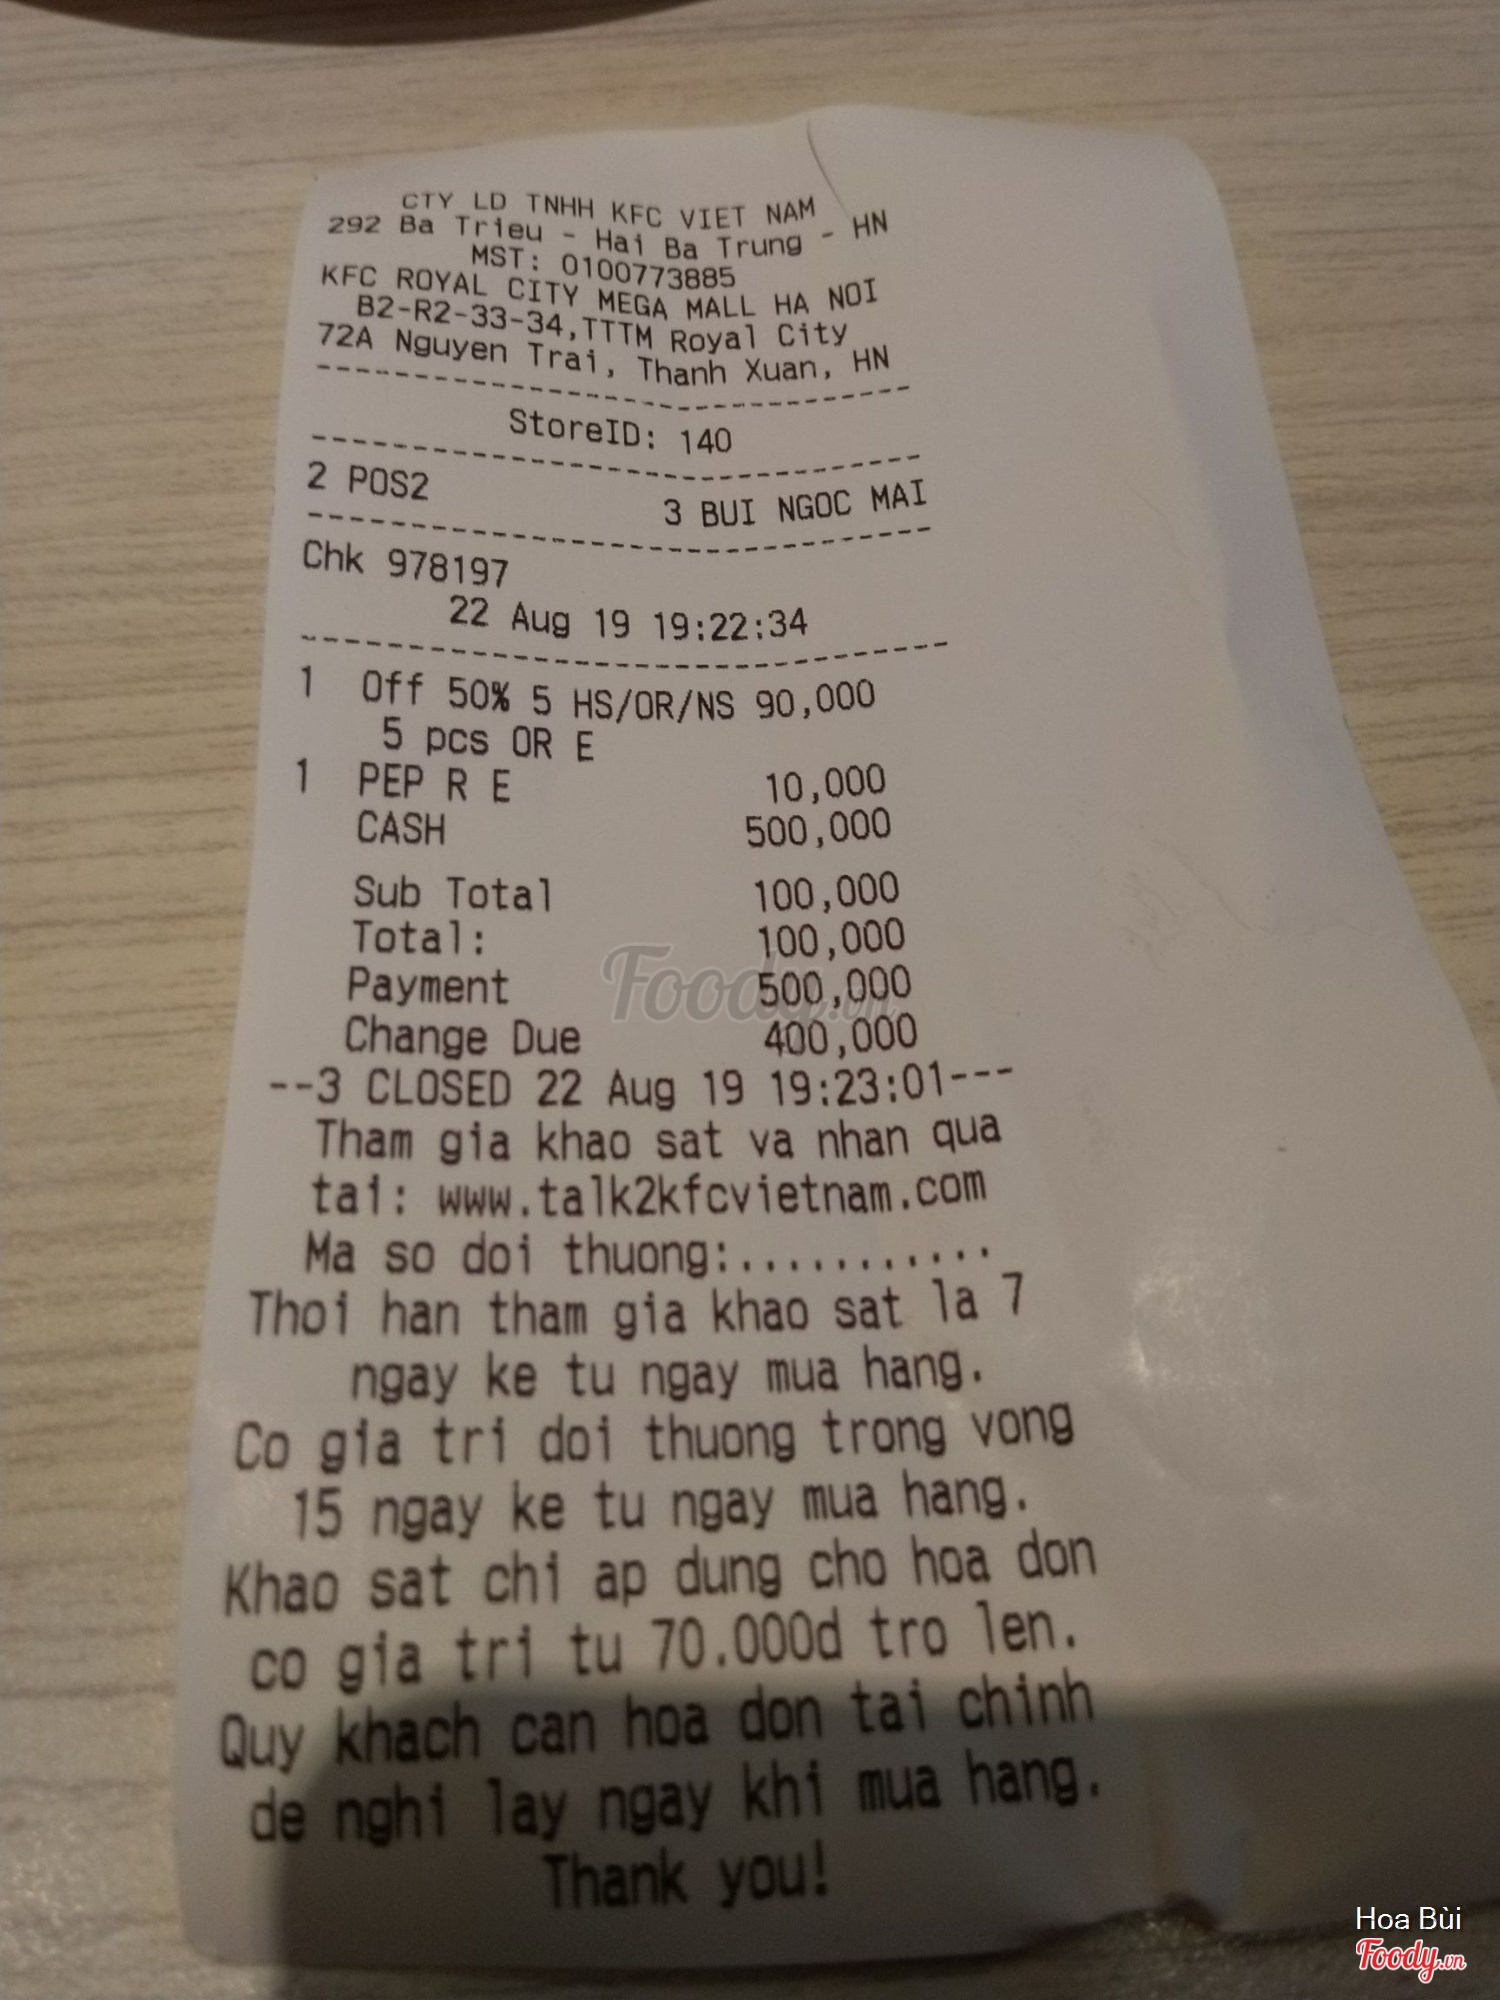 CTY LD TNHH KFC VIET NAM
292 Ba Trieu - Hai Ba Trung - HN
MST: 0100773885
KFC ROYAL CITY MEGA MALL HA NOI
B2-R2-33-34,TTTM Royal City
72A Nguyen Trai, Thanh Xuan, HN
StoreID: 140
2 POS2 3 BUI NGOC MAI
Chk 978197
22 Aug 19 19:22:34
1 Off 50% 5 HS/OR/NS 90,000
5 pcs OR E
1 PEP R E 10,000
CASH 500,000
Sub Total 100,000
Total: 100,000
Payment 500,000
Change Due 400,000
--3 CLOSED 22 Aug 19 19:23:01---
Tham gia khao sat va nhan qua
tai: www.talk2kfcvietnam.com
Ma so doi thuong:...........
Thoi han tham gia khao sat la 7
ngay ke tu ngay mua hang.
Co gia tri doi thuong trong vong
15 ngay ke tu ngay mua hang.
Khao sat chi ap dung cho hoa don
co gia tri tu 70.000d tro len.
Quy khach can hoa don tai chinh
de nghi lay ngay khi mua hang.
Thank you!
Foody.vn
Hoa Bùi
Foody.vn